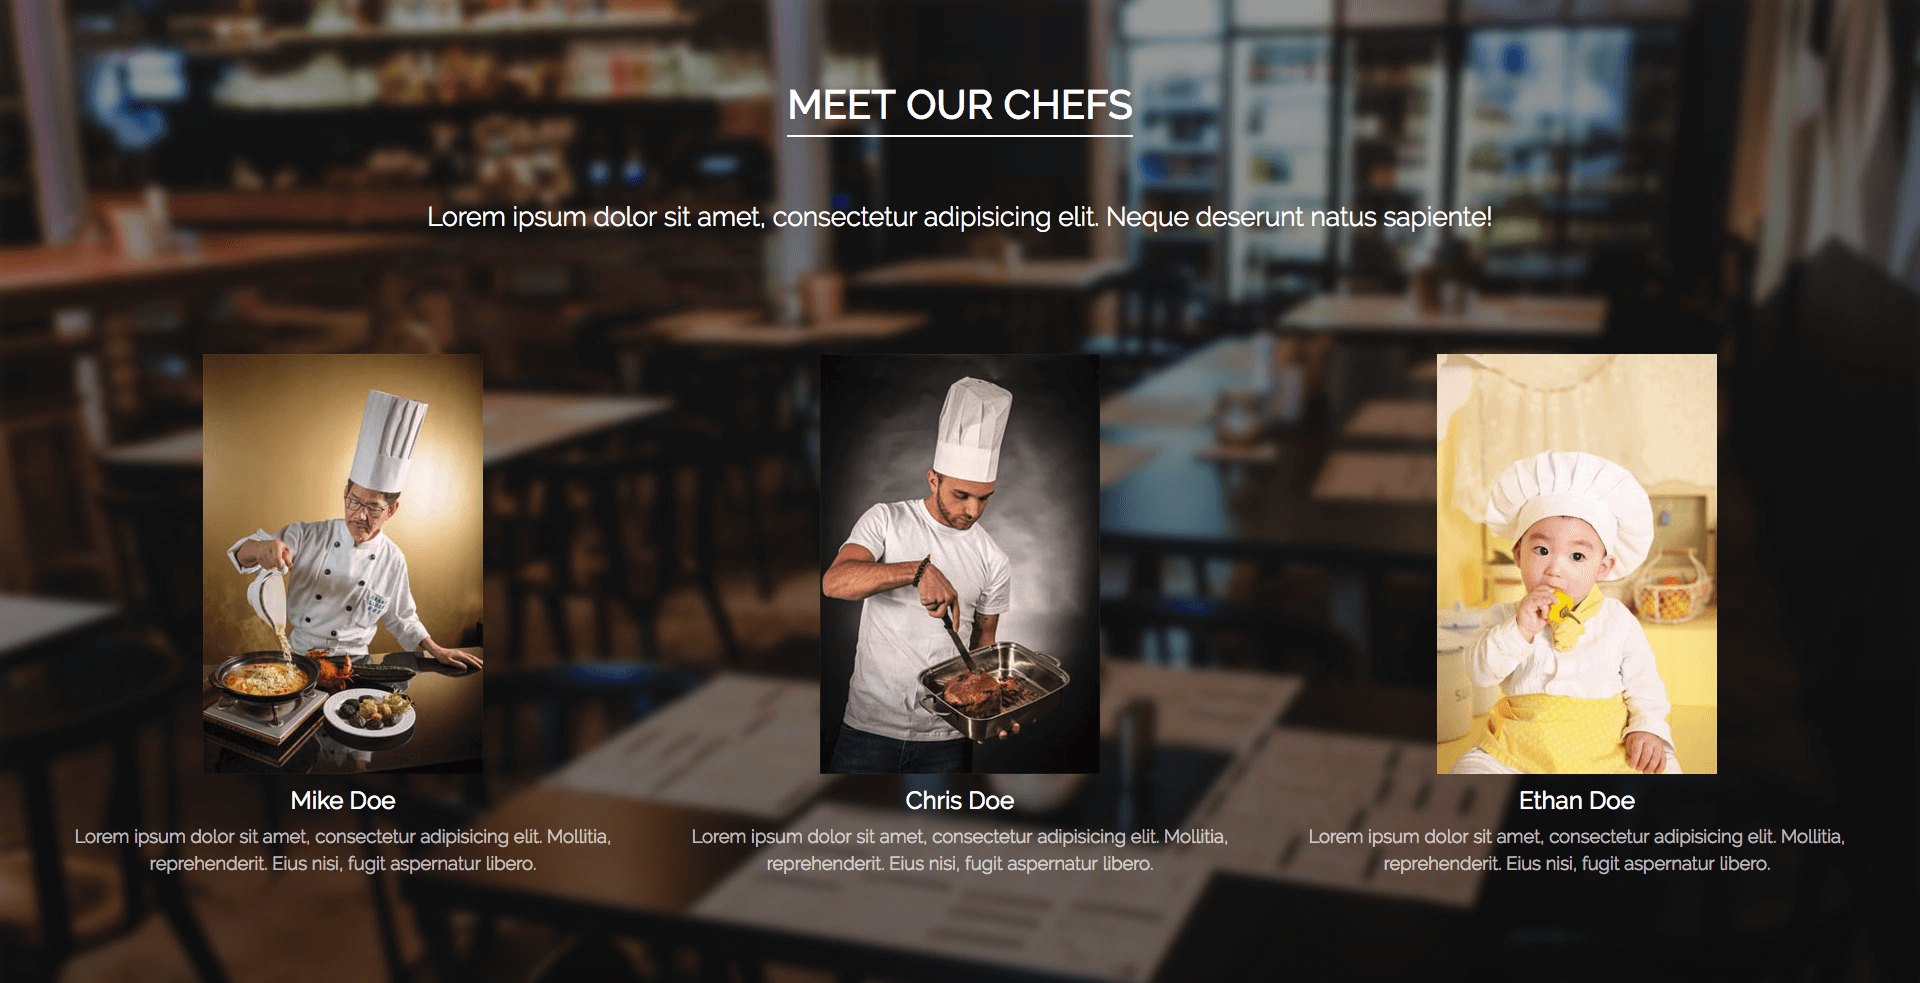 MEET OUR CHEFS
Lorem ipsum dolor sit amet, consectetur adipisicing elit. Neque deserunt natus sapiente!
Mike Doe
Lorem ipsum dolor sit amet, consectetur adipisicing elit. Mollitia,
reprehenderit. Eius nisi, fugit aspernatur libero.
Chris Doe
Lorem ipsum dolor sit amet, consectetur adipisicing elit. Mollitia,
reprehenderit. Eius nisi, fugit aspernatur libero.
Ethan Doe
Lorem ipsum dolor sit amet, consectetur adipisicing elit. Mollitia,
reprehenderit. Eius nisi, fugit aspernatur libero.